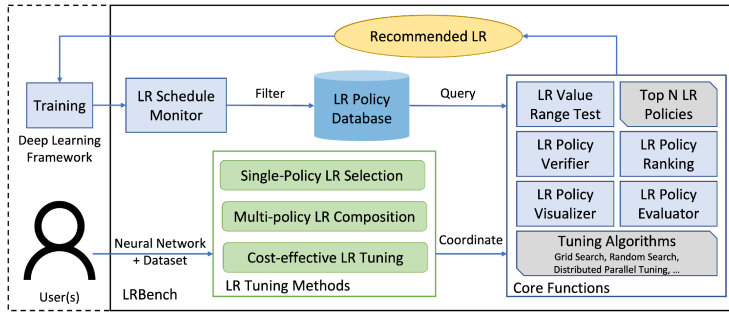 Recommended LR
Training
Deep Learning
Framework
LR Schedule
Monitor
Filter
LR Policy
Database
Query
LR Value
Range Test
Top N LR
Policies
LR Policy
Verifier
LR Policy
Ranking
LR Policy
Visualizer
LR Policy
Evaluator
Tuning Algorithms
Grid Search, Random Search,
Distributed Parallel Tuning, ...
Core Functions
Single-Policy LR Selection
Multi-policy LR Composition
Cost-effective LR Tuning
LR Tuning Methods
Coordinate
Neural Network
+ Dataset
User(s)
LRBench